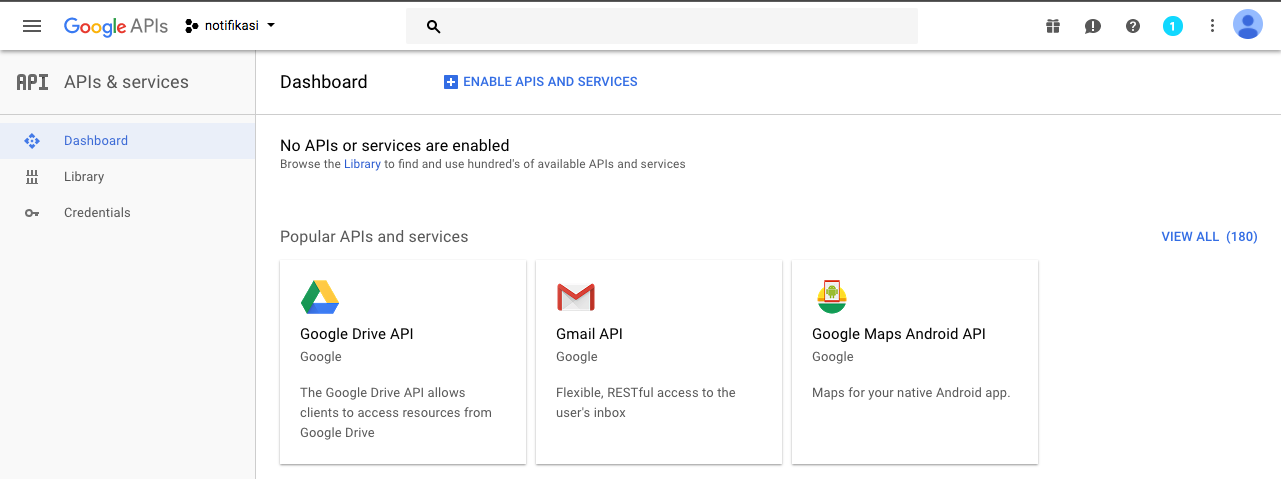 Google APIs notifikasi 1
API APIs & services
Dashboard ENABLE APIS AND SERVICES
Dashboard
Library
Credentials
No APIs or services are enabled
Browse the Library to find and use hundred's of available APIs and services
Popular APIs and services VIEW ALL (180)
Google Drive API
Google
The Google Drive API allows
clients to access resources from
Google Drive
Gmail API
Google
Flexible, RESTful access to the
user's inbox
Google Maps Android API
Google
Maps for your native Android app.